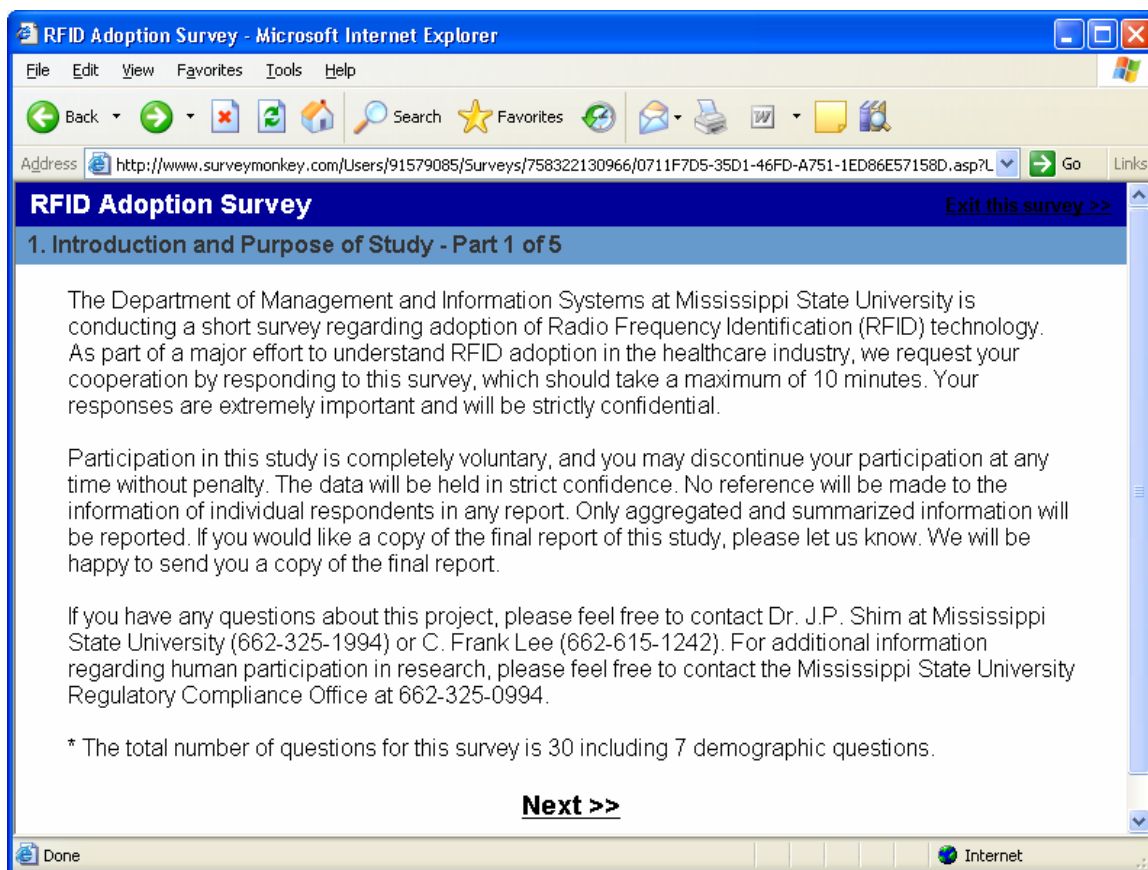 RFID Adoption Survey - Microsoft Internet Explorer
File Edit View Favorites Tools Help
Back Search Favorites
Address http://www.surveymonkey.com/Users/91579085/Surveys/758322130966/0711F7D5-35D1-46FD-A751-1ED86E57158D.asp?L Go Links
RFID Adoption Survey Exit this survey >>
1. Introduction and Purpose of Study - Part 1 of 5
The Department of Management and Information Systems at Mississippi State University is
conducting a short survey regarding adoption of Radio Frequency Identification (RFID) technology.
As part of a major effort to understand RFID adoption in the healthcare industry, we request your
cooperation by responding to this survey, which should take a maximum of 10 minutes. Your
responses are extremely important and will be strictly confidential.
Participation in this study is completely voluntary, and you may discontinue your participation at any
time without penalty. The data will be held in strict confidence. No reference will be made to the
information of individual respondents in any report. Only aggregated and summarized information will
be reported. If you would like a copy of the final report of this study, please let us know. We will be
happy to send you a copy of the final report.
If you have any questions about this project, please feel free to contact Dr. J.P. Shim at Mississippi
State University (662-325-1994) or C. Frank Lee (662-615-1242). For additional information
regarding human participation in research, please feel free to contact the Mississippi State University
Regulatory Compliance Office at 662-325-0994.
* The total number of questions for this survey is 30 including 7 demographic questions.
Next >>
Done Internet